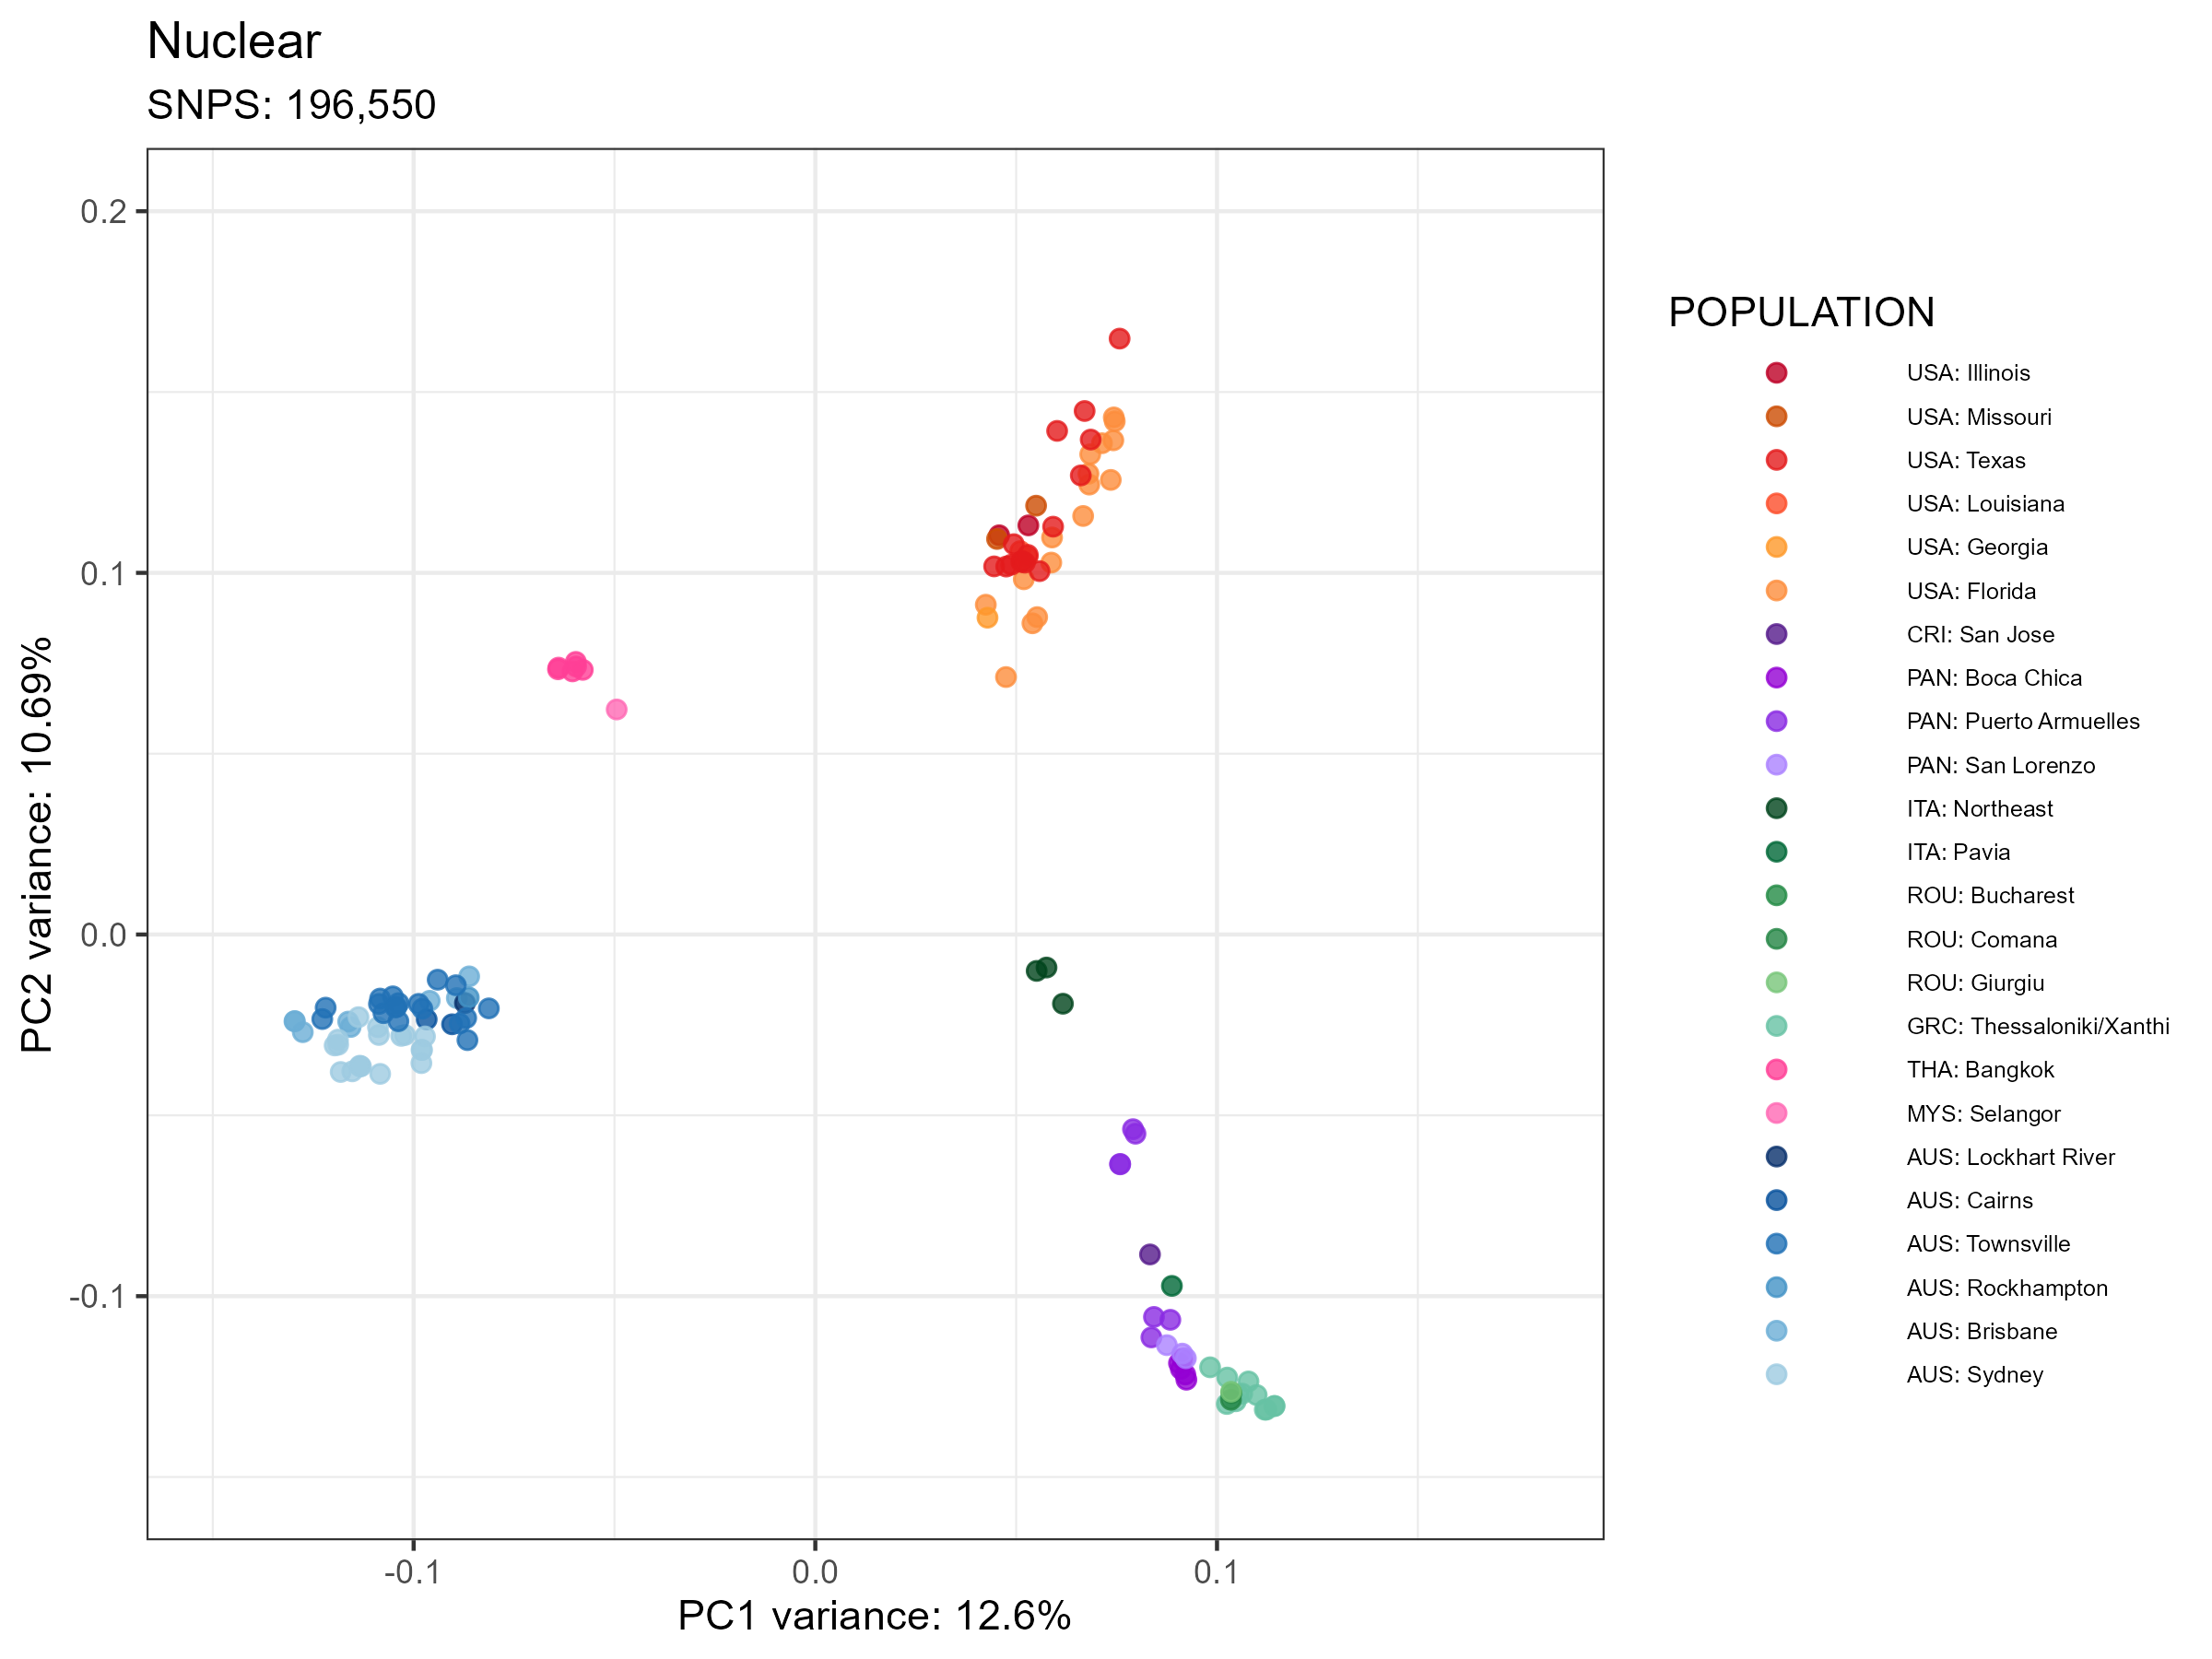 Nuclear
SNPS: 196,550
0.2
0.1
0.0
-0.1
PC2 variance: 10.69%
-0.1
0.0
0.1
PC1 variance: 12.6%
POPULATION
USA: Illinois
USA: Missouri
USA: Texas
USA: Louisiana
USA: Georgia
USA: Florida
CRI: San Jose
PAN: Boca Chica
PAN: Puerto Armuelles
PAN: San Lorenzo
ITA: Northeast
ITA: Pavia
ROU: Bucharest
ROU: Comana
ROU: Giurgiu
GRC: Thessaloniki/Xanthi
THA: Bangkok
MYS: Selangor
AUS: Lockhart River
AUS: Cairns
AUS: Townsville
AUS: Rockhampton
AUS: Brisbane
AUS: Sydney